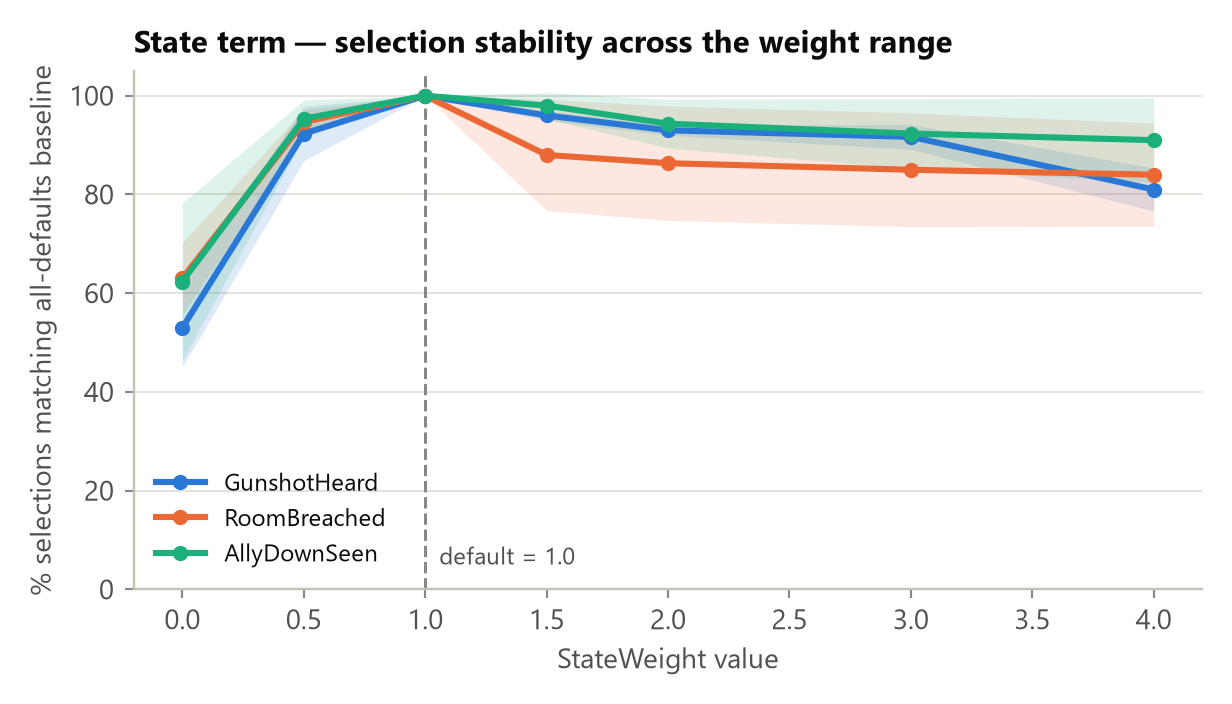 State term — selection stability across the weight range
% selections matching all-defaults baseline
100
80
60
40
20
0
GunshotHeard
RoomBreached
AllyDownSeen
default = 1.0
0.0 0.5 1.0 1.5 2.0 2.5 3.0 3.5 4.0
StateWeight value